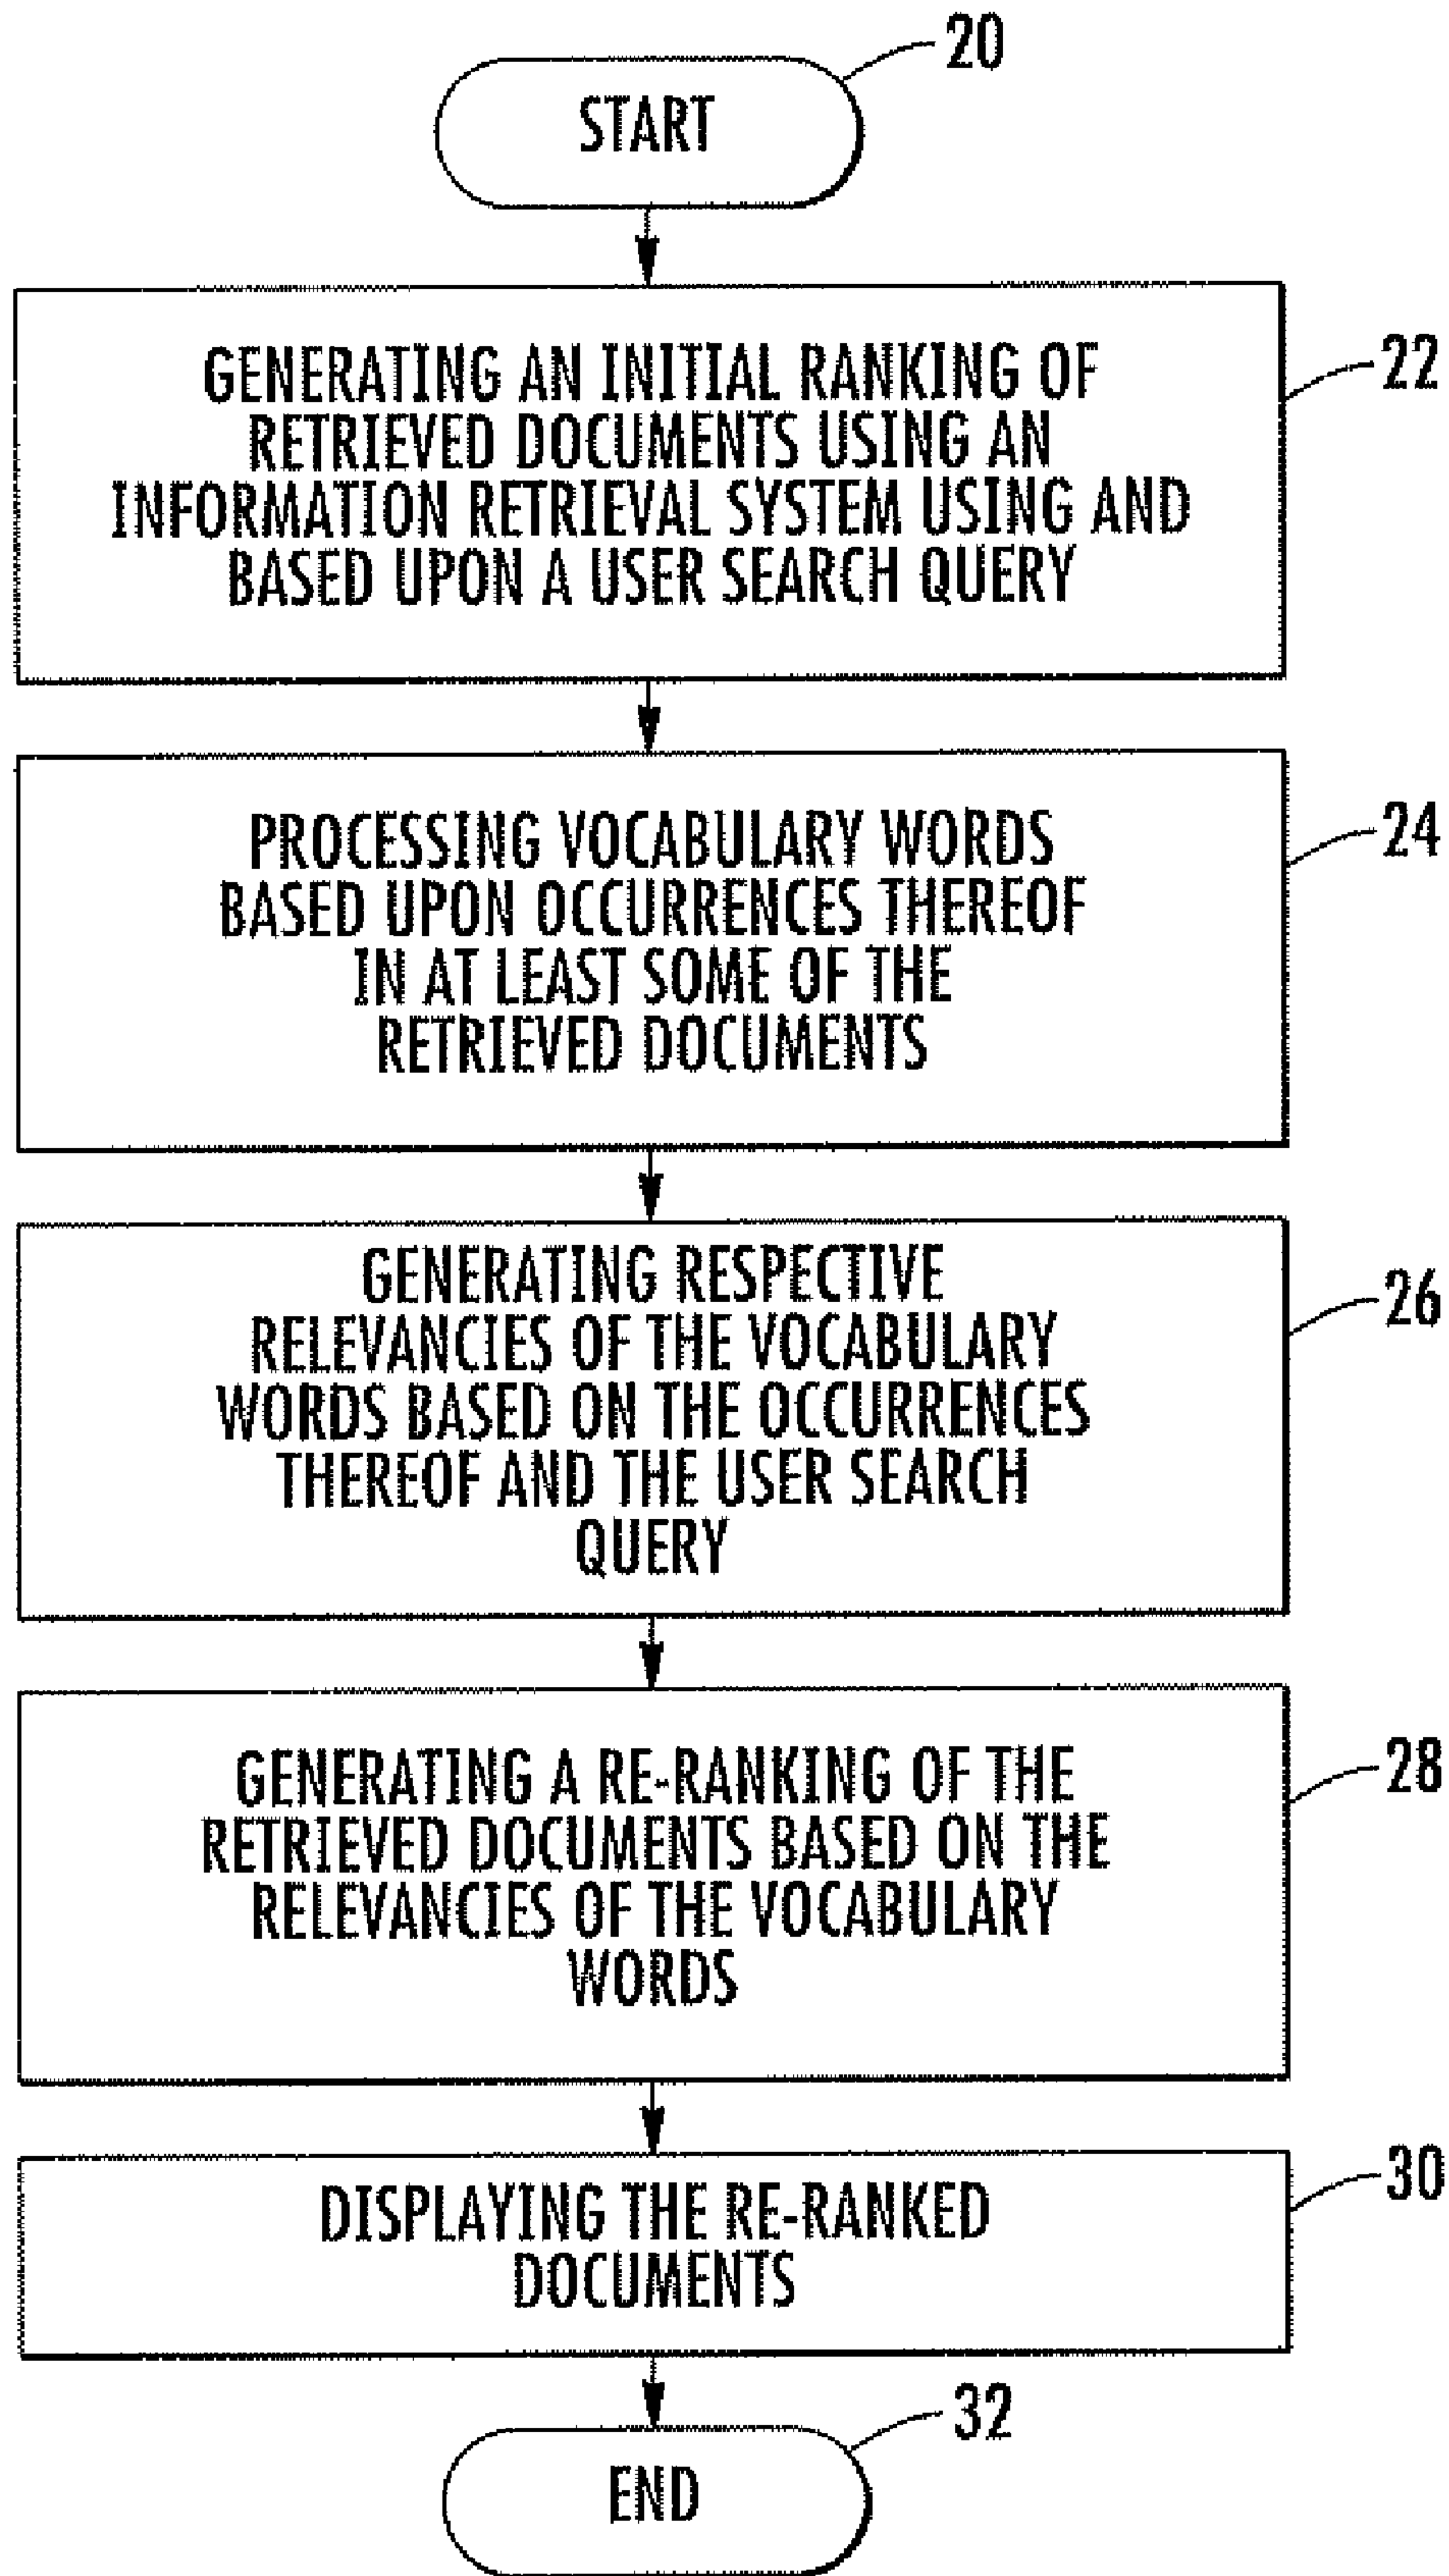 20
START
22
GENERATING AN INITIAL RANKING OF
RETRIEVED DOCUMENTS USING AN
INFORMATION RETRIEVAL SYSTEM USING AND
BASED UPON A USER SEARCH QUERY
24
PROCESSING VOCABULARY WORDS
BASED UPON OCCURRENCES THEREOF
IN AT LEAST SOME OF THE
RETRIEVED DOCUMENTS
26
GENERATING RESPECTIVE
RELEVANCIES OF THE VOCABULARY
WORDS BASED ON THE OCCURRENCES
THEREOF AND THE USER SEARCH
QUERY
28
GENERATING A RE-RANKING OF THE
RETRIEVED DOCUMENTS BASED ON THE
RELEVANCIES OF THE VOCABULARY
WORDS
30
DISPLAYING THE RE-RANKED
DOCUMENTS
32
END